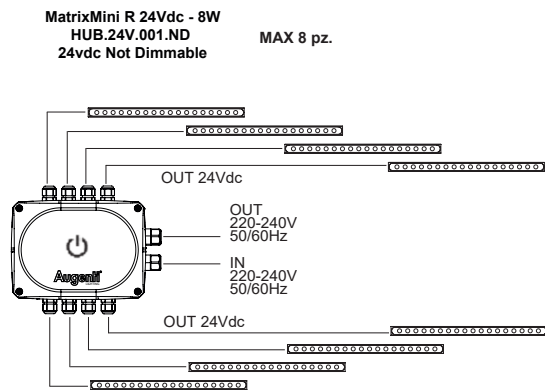 MatrixMini R 24Vdc - 8W
HUB.24V.001.ND
24vdc Not Dimmable
MAX 8 pz.
OUT 24Vdc
OUT
220-240V
50/60Hz
IN
220-240V
50/60Hz
Augenti
OUT 24Vdc